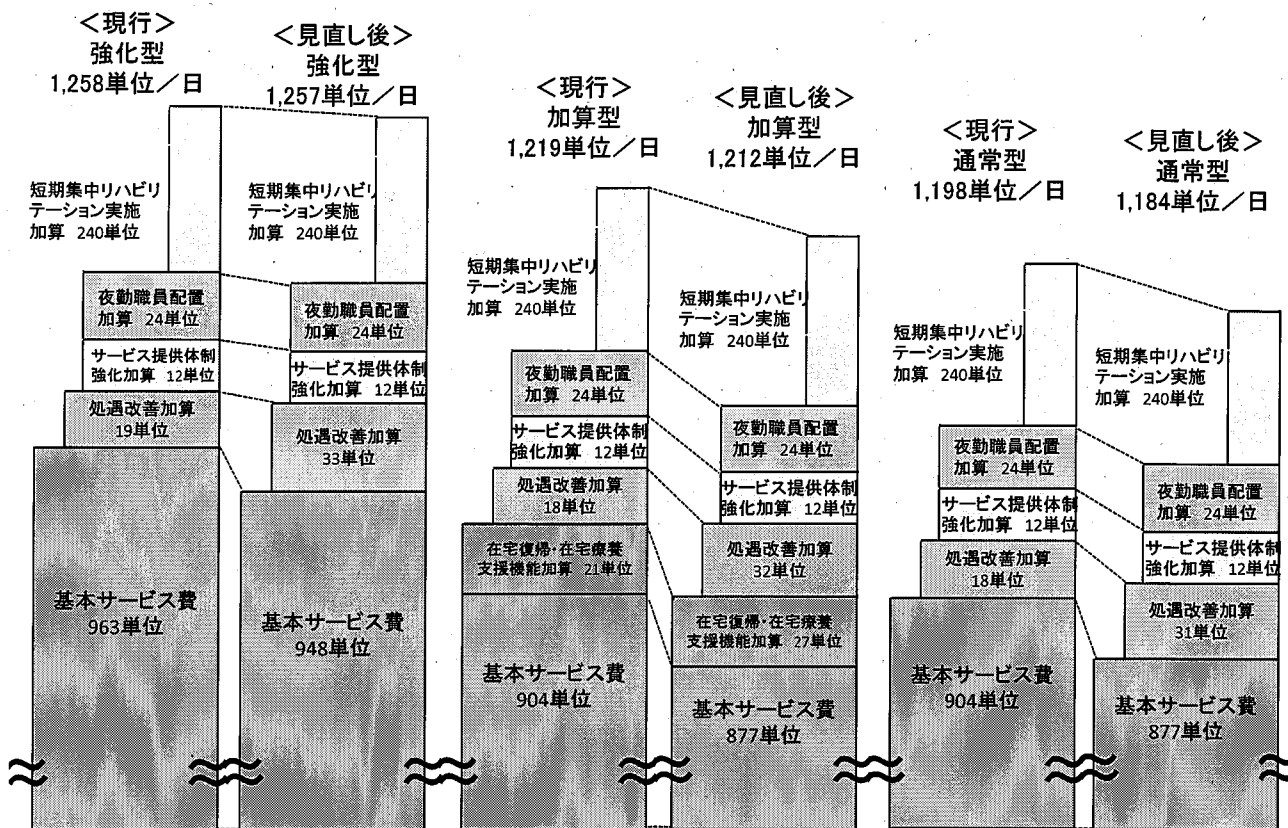 <現行>
強化型
1,258単位／日
短期集中リハビリ
テーション実施
加算 240単位
夜勤職員配置
加算 24単位
サービス提供体制
強化加算 12単位
処遇改善加算
19単位
基本サービス費
963単位
<見直し後>
強化型
1,257単位／日
短期集中リハビリ
テーション実施
加算 240単位
夜勤職員配置
加算 24単位
サービス提供体制
強化加算 12単位
処遇改善加算
33単位
基本サービス費
948単位
<現行>
加算型
1,219単位／日
短期集中リハビリ
テーション実施
加算 240単位
夜勤職員配置
加算 24単位
サービス提供体制
強化加算 12単位
処遇改善加算
18単位
在宅復帰・在宅療養
支援機能加算 21単位
基本サービス費
904単位
<見直し後>
加算型
1,212単位／日
短期集中リハビリ
テーション実施
加算 240単位
夜勤職員配置
加算 24単位
サービス提供体制
強化加算 12単位
処遇改善加算
32単位
在宅復帰・在宅療養
支援機能加算 27単位
基本サービス費
877単位
<現行>
通常型
1,198単位／日
短期集中リハビリ
テーション実施
加算 240単位
夜勤職員配置
加算 24単位
サービス提供体制
強化加算 12単位
処遇改善加算
18単位
基本サービス費
904単位
<見直し後>
通常型
1,184単位／日
短期集中リハビリ
テーション実施
加算 240単位
夜勤職員配置
加算 24単位
サービス提供体制
強化加算 12単位
処遇改善加算
31単位
基本サービス費
877単位